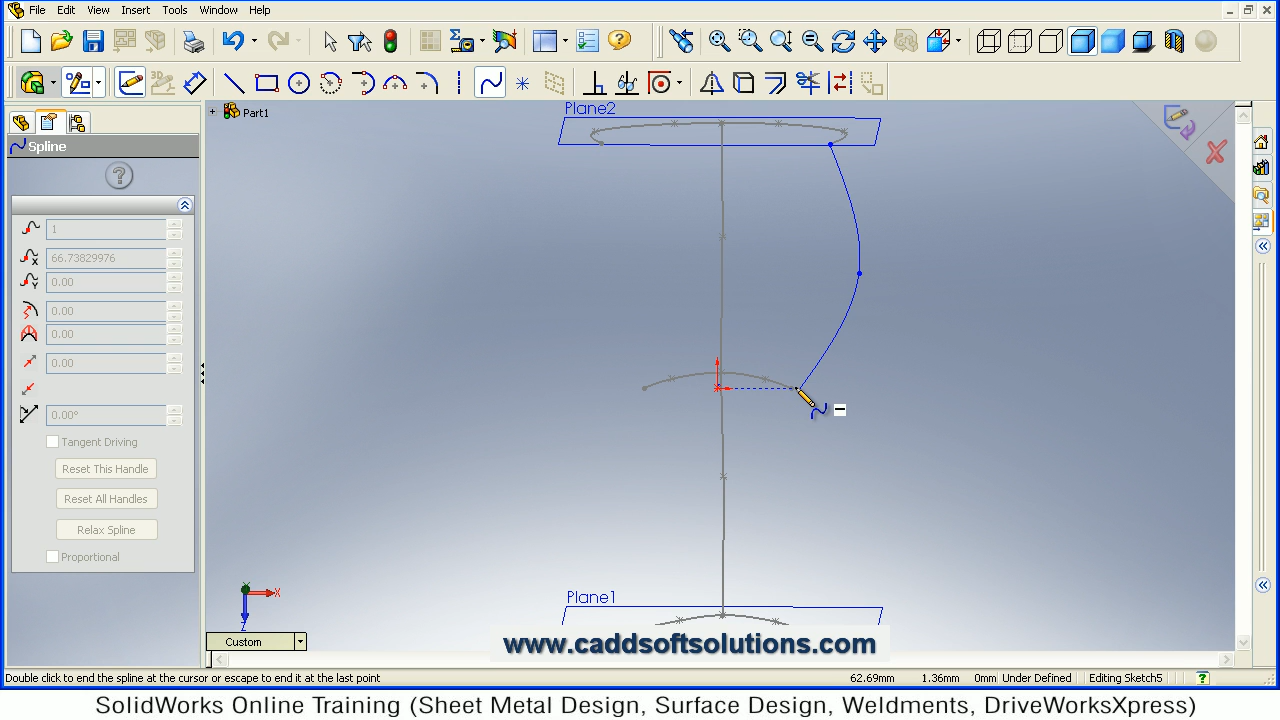 File Edit View Insert Tools Window Help
Part1
Plane2
Spline
1
66.73829976
0.00
0.00
0.00
0.00
0.00°
Tangent Driving
Reset This Handle
Reset All Handles
Relax Spline
Proportional
X
Y
Z
Plane1
Custom
www.caddsoftsolutions.com
Double click to end the spline at the cursor or escape to end it at the last point 62.69mm 1.36mm 0mm Under Defined Editing Sketch5
SolidWorks Online Training (Sheet Metal Design, Surface Design, Weldments, DriveWorksXpress)